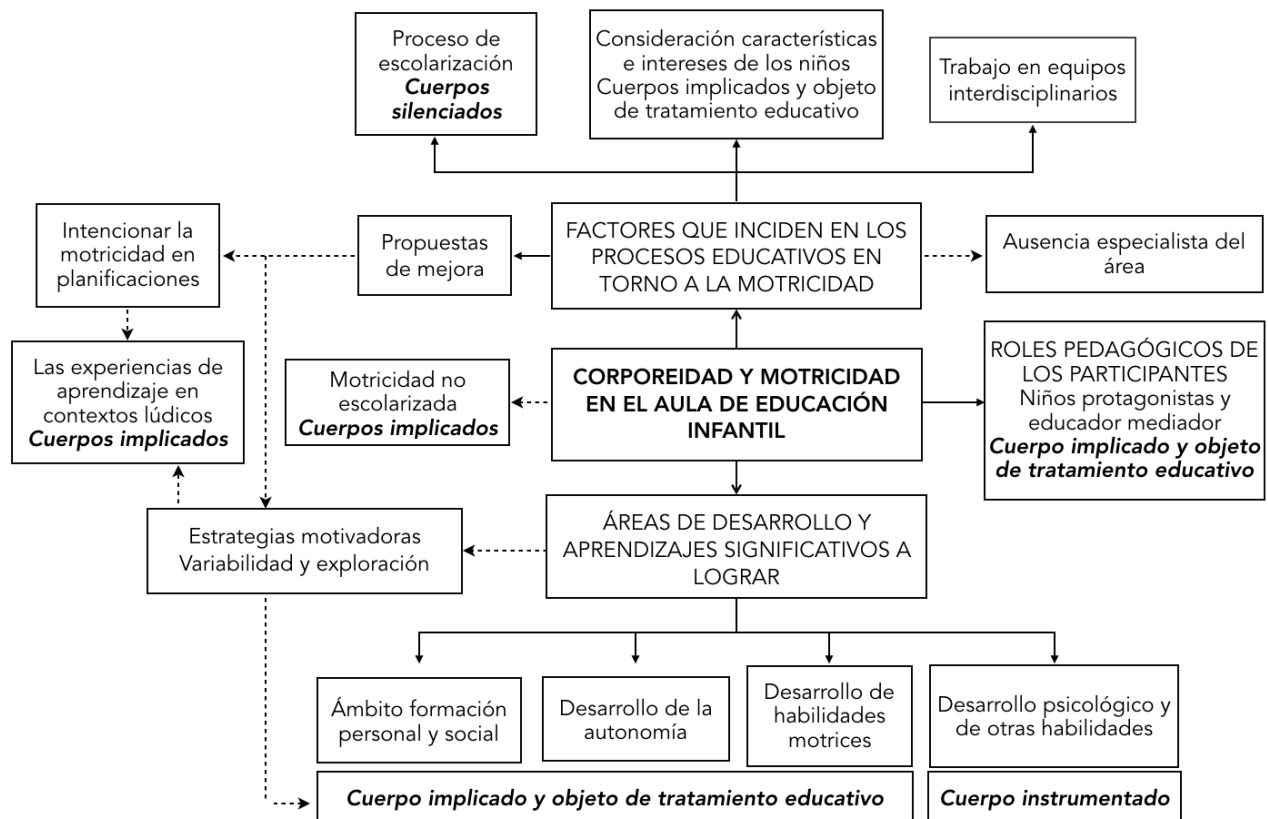 Proceso de
escolarización
Cuerpos
silenciados
Consideración características
e intereses de los niños
Cuerpos implicados y objeto
de tratamiento educativo
Trabajo en equipos
interdisciplinarios
Intencionar la
motricidad en
planificaciones
Propuestas
de mejora
FACTORES QUE INCIDEN EN LOS
PROCESOS EDUCATIVOS EN
TORNO A LA MOTRICIDAD
Ausencia especialista del
área
Las experiencias de
aprendizaje en
contextos lúdicos
Cuerpos implicados
Motricidad no
escolarizada
Cuerpos implicados
CORPOREIDAD Y MOTRICIDAD
EN EL AULA DE EDUCACIÓN
INFANTIL
ROLES PEDAGÓGICOS DE
LOS PARTICIPANTES
Niños protagonistas y
educador mediador
Cuerpo implicado y objeto
de tratamiento educativo
Estrategias motivadoras
Variabilidad y exploración
ÁREAS DE DESARROLLO Y
APRENDIZAJES SIGNIFICATIVOS A
LOGRAR
Ámbito formación
personal y social
Desarrollo de la
autonomía
Desarrollo de
habilidades
motrices
Desarrollo psicológico y
de otras habilidades
Cuerpo implicado y objeto de tratamiento educativo
Cuerpo instrumentado